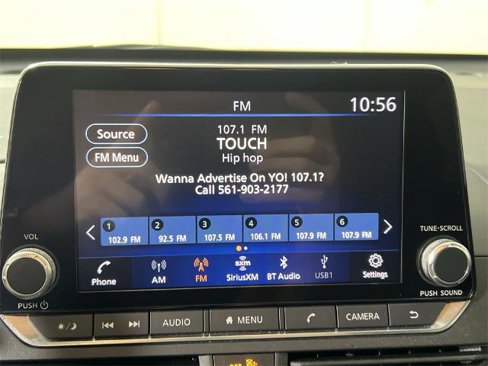 FM
10:56
Source
107.1 FM
TOUCH
FM Menu
Hip hop
Wanna Advertise On YO! 107.1?
Call 561-903-2177
1 2 3 4 5 6
102.9 FM 92.5 FM 107.5 FM 106.1 FM 107.9 FM 107.9 FM
VOL
TUNE•SCROLL
Phone AM FM SXM SiriusXM BT Audio USB1 Settings
PUSH
PUSH SOUND
AUDIO MENU CAMERA